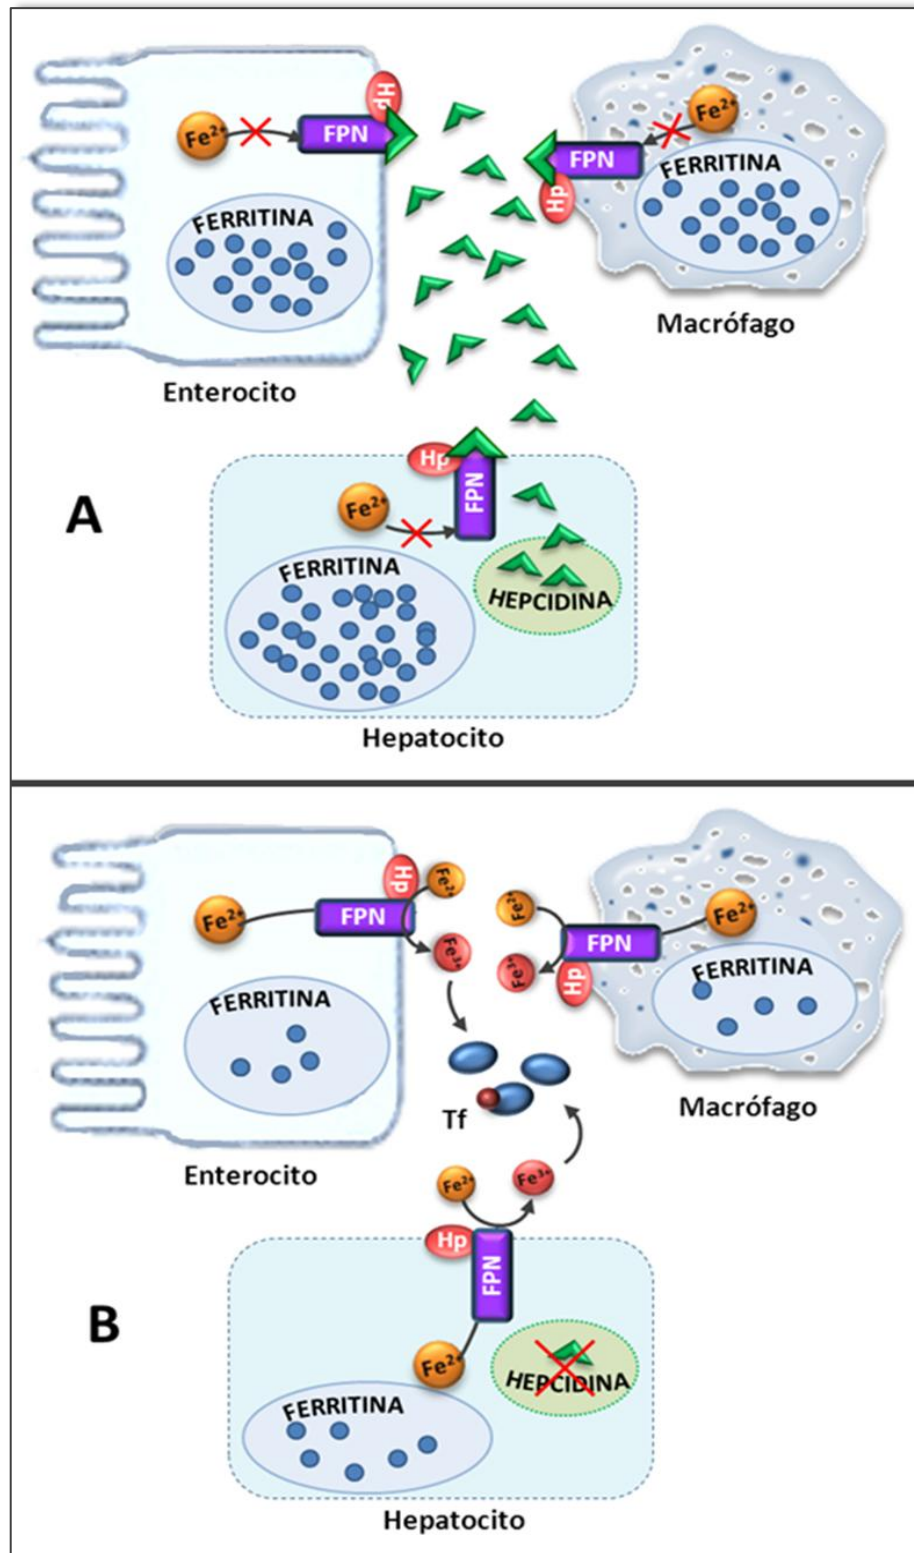 Hp
Fe2+
FPN
FERRITINA
Enterocito
Fe2+
FPN
Hp
FERRITINA
Macrófago
A
Hp
FPN
Fe2+
FERRITINA
HEPCIDINA
Hepatocito
Hp
Fe2+
Fe2+
FPN
Fe3+
FERRITINA
Enterocito
Fe2+
Fe2+
FPN
Fe3+
Hp
FERRITINA
Macrófago
Tf
Fe2+
Fe3+
Hp
FPN
B
Fe2+
HEPCIDINA
FERRITINA
Hepatocito